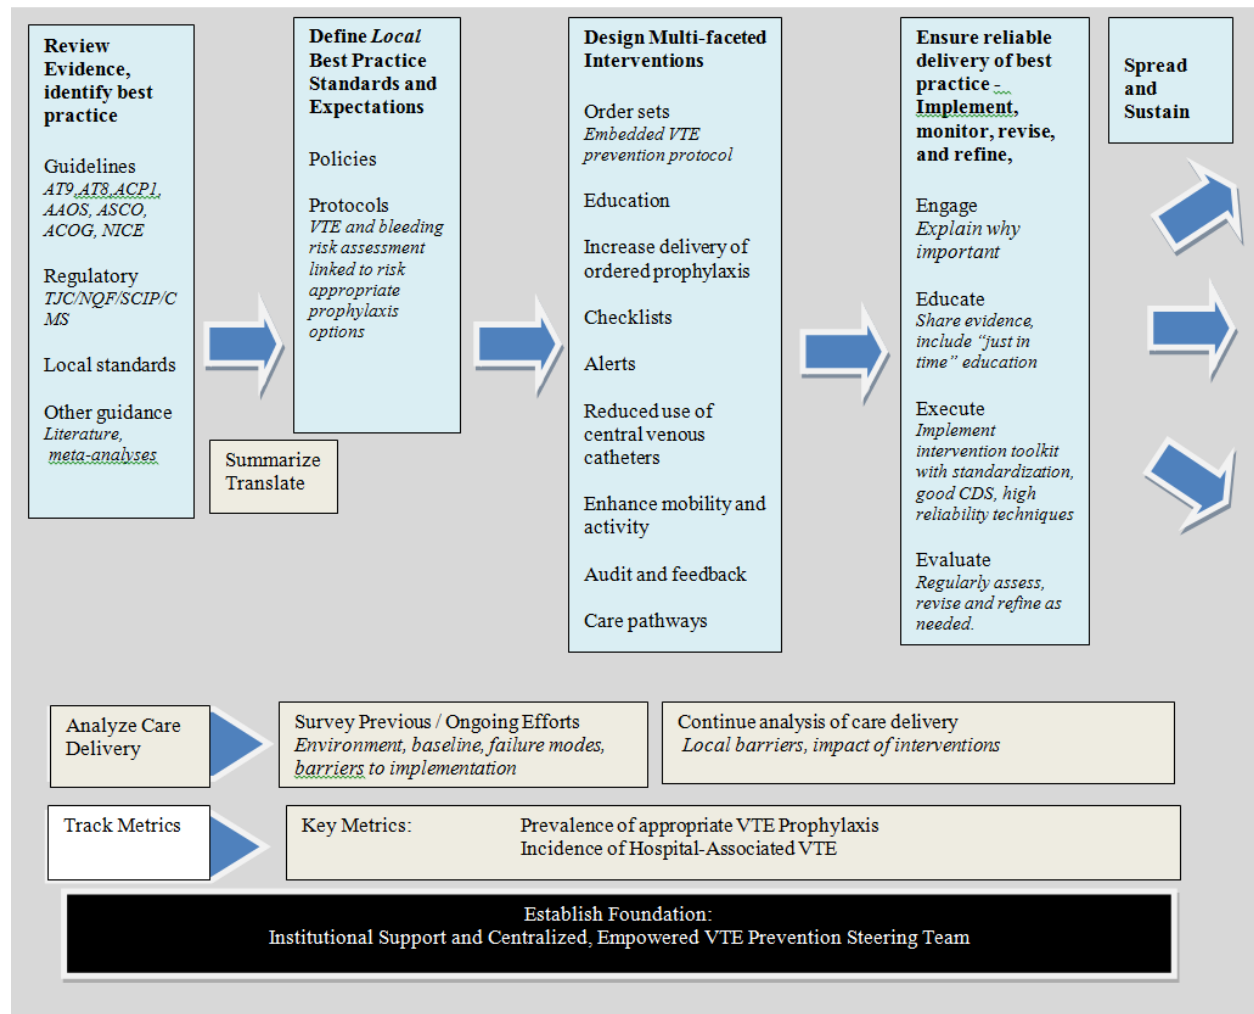 Review
Evidence,
identify best
practice
Guidelines
AT9,AT8,ACP1,
AAOS, ASCO,
ACOG, NICE
Regulatory
TJC/NQF/SCIP/C
MS
Local standards
Other guidance
Literature,
meta-analyses
Summarize
Translate
Define Local
Best Practice
Standards and
Expectations
Policies
Protocols
VTE and bleeding
risk assessment
linked to risk
appropriate
prophylaxis
options
Design Multi-faceted
Interventions
Order sets
Embedded VTE
prevention protocol
Education
Increase delivery of
ordered prophylaxis
Checklists
Alerts
Reduced use of
central venous
catheters
Enhance mobility and
activity
Audit and feedback
Care pathways
Ensure reliable
delivery of best
practice -
Implement,
monitor, revise,
and refine,
Engage
Explain why
important
Educate
Share evidence,
include “just in
time” education
Execute
Implement
intervention toolkit
with standardization,
good CDS, high
reliability techniques
Evaluate
Regularly assess,
revise and refine as
needed.
Spread
and
Sustain
Analyze Care
Delivery
Survey Previous / Ongoing Efforts
Environment, baseline, failure modes,
barriers to implementation
Continue analysis of care delivery
Local barriers, impact of interventions
Track Metrics
Key Metrics: Prevalence of appropriate VTE Prophylaxis
Incidence of Hospital-Associated VTE
Establish Foundation:
Institutional Support and Centralized, Empowered VTE Prevention Steering Team